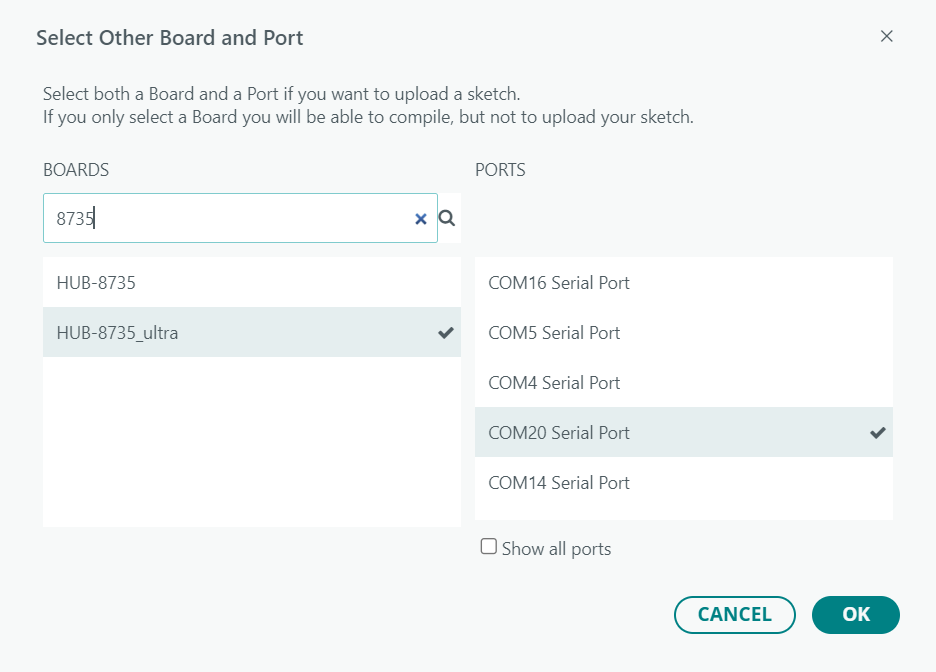 Select Other Board and Port
Select both a Board and a Port if you want to upload a sketch.
If you only select a Board you will be able to compile, but not to upload your sketch.
BOARDS
8735
HUB-8735
HUB-8735_ultra
PORTS
COM16 Serial Port
COM5 Serial Port
COM4 Serial Port
COM20 Serial Port
COM14 Serial Port
Show all ports
CANCEL
OK